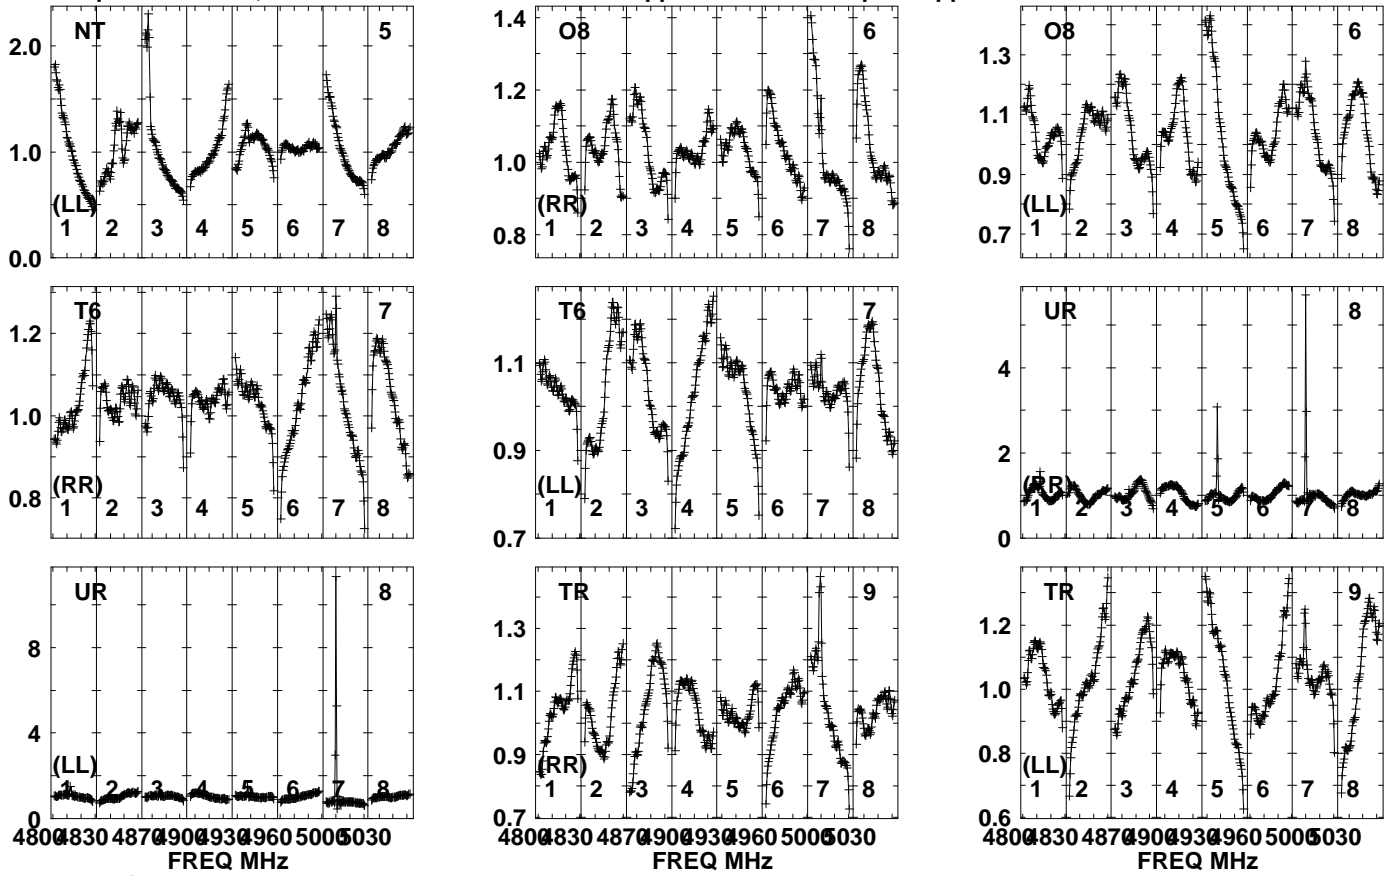 NT 5 O8 6 O8 6
2.0 1.4 1.3
1.2 1.1
1.0 1.0 0.9
(LL) (RR) (LL)
1 2 3 4 5 6 7 8 1 2 3 4 5 6 7 8 1 2 3 4 5 6 7 8
0.0 0.8 0.7
T6 7 T6 7 UR 8
1.2 1.1 4
1.0 0.9 2
(RR) (LL) (RR)
1 2 3 4 5 6 7 8 1 2 3 4 5 6 7 8 1 2 3 4 5 6 7 8
0.8 0.7 0
UR 8 TR 9 TR 9
8 1.3 1.2
4 1.1 1.0
(LL) 0.9 (RR) 0.8 (LL)
1 2 3 4 5 6 7 8 1 2 3 4 5 6 7 8 1 2 3 4 5 6 7 8
0 0.7 0.6
4800 4830 4870 4900 4930 4960 5000 5030 4800 4830 4870 4900 4930 4960 5000 5030 4800 4830 4870 4900 4930 4960 5000 5030
FREQ MHz FREQ MHz FREQ MHz